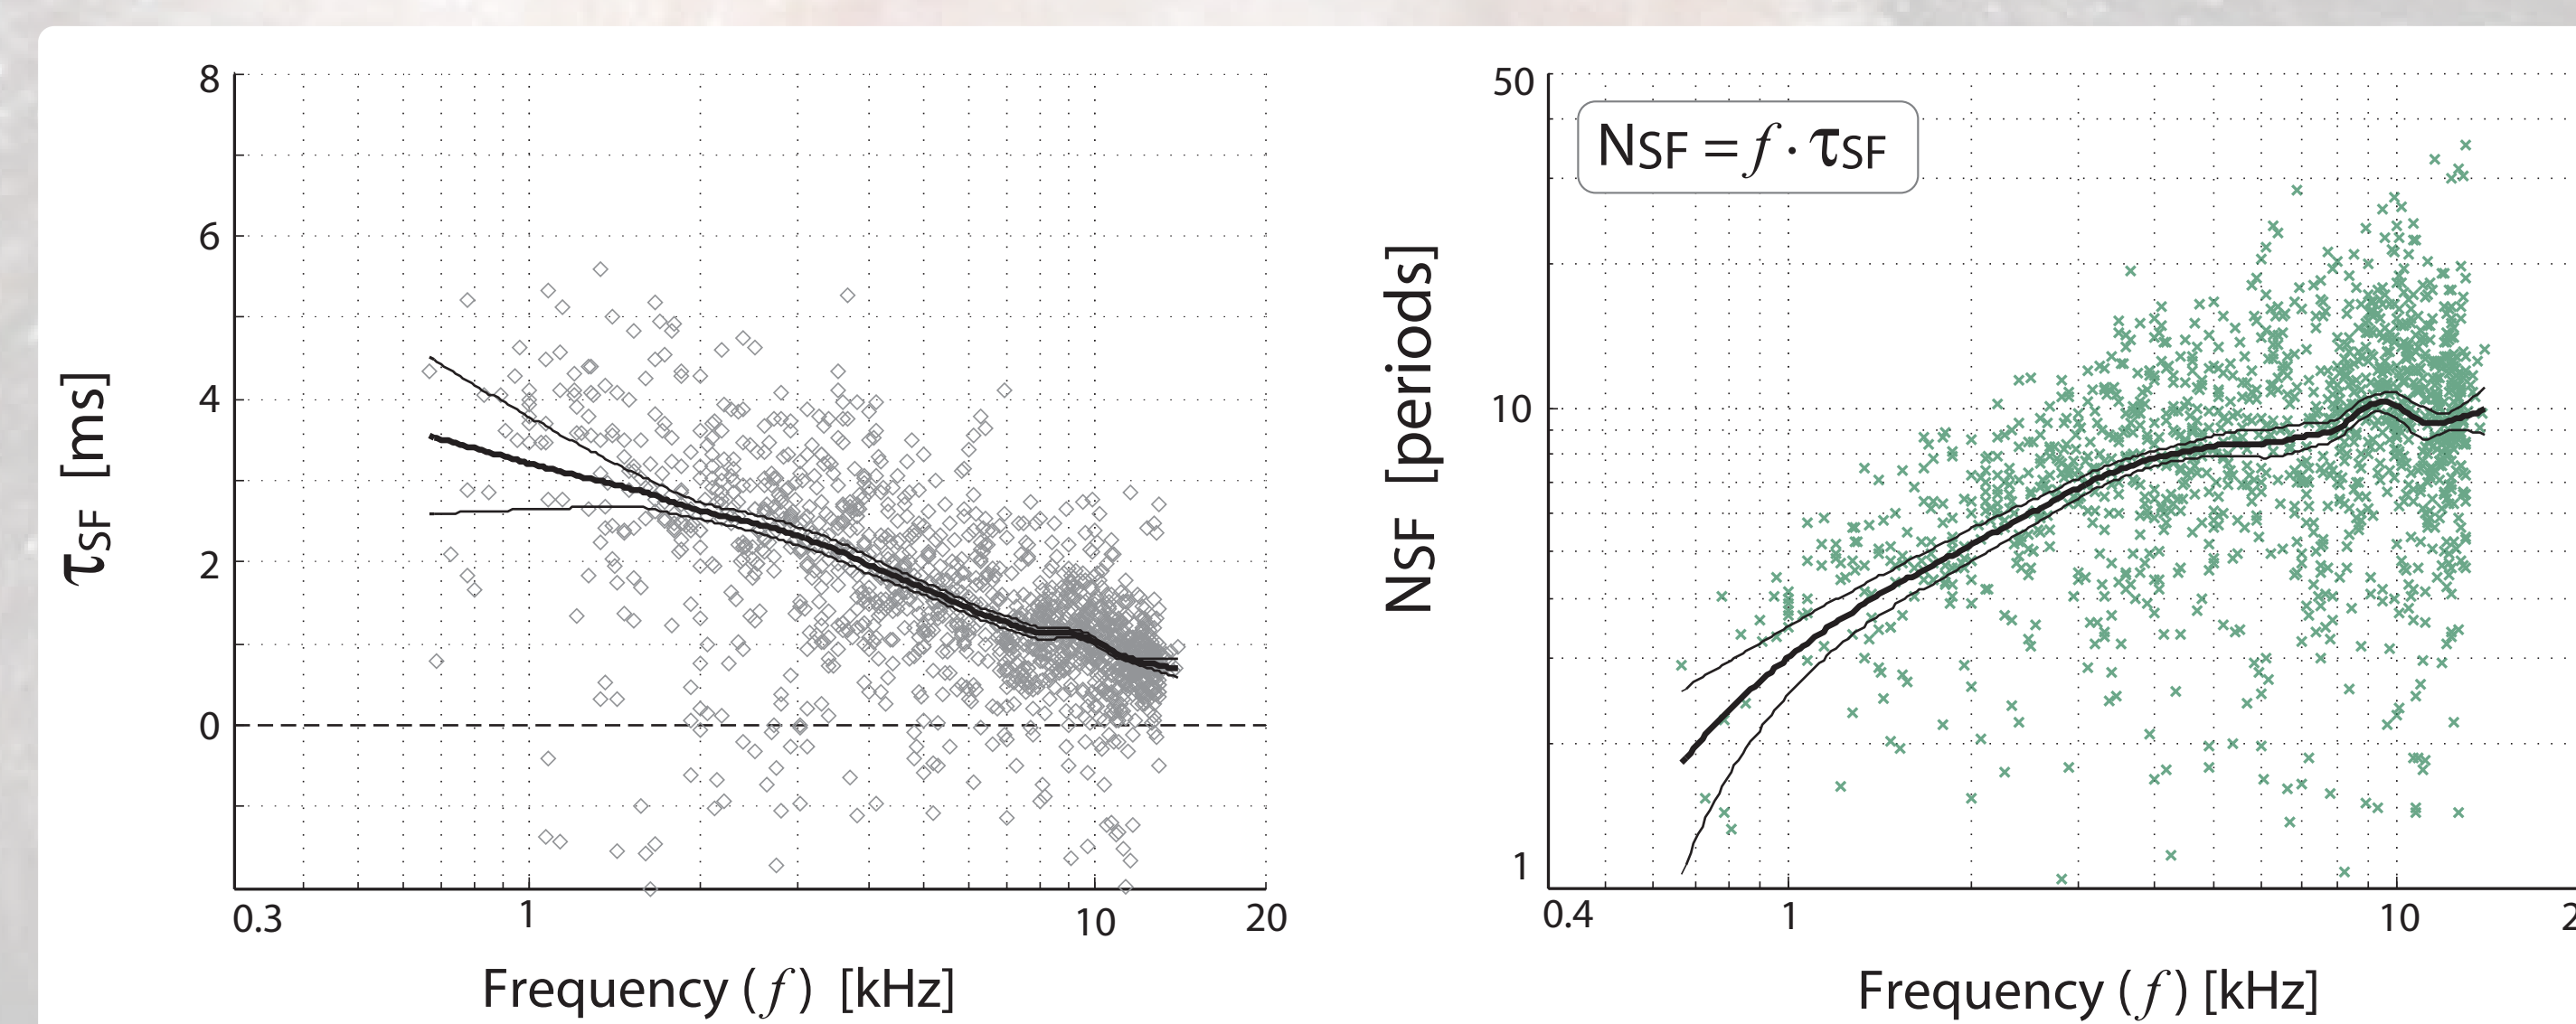 8
6
4
2
0
τSF [ms]
0.3 1 10 20
Frequency (f) [kHz]
NSF = f · τSF
50
10
1
NSF [periods]
0.4 1 10 2
Frequency (f) [kHz]